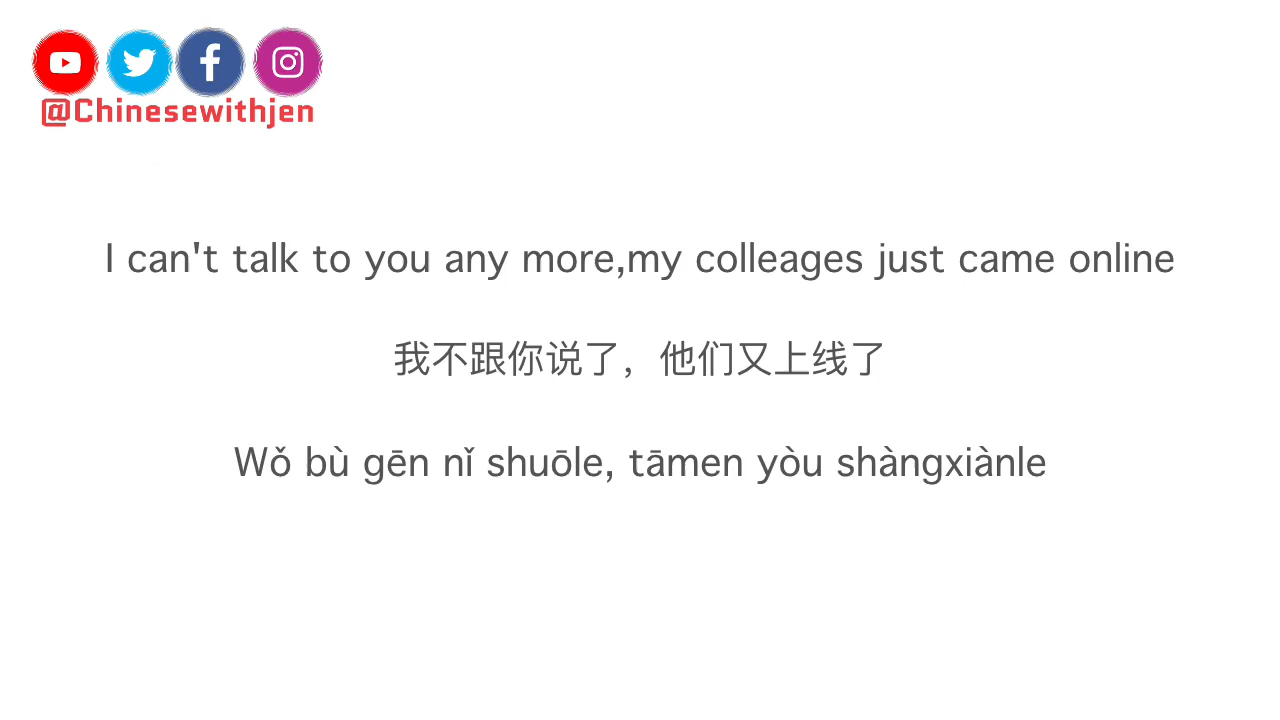 @Chinesewithjen
I can't talk to you any more,my colleages just came online
我不跟你说了，他们又上线了
Wǒ bù gēn nǐ shuōle, tāmen yòu shàngxiànle